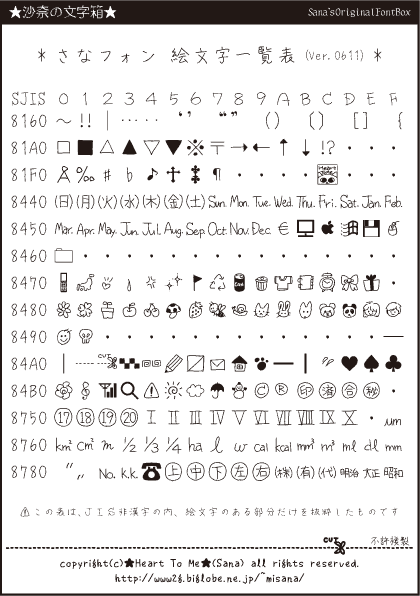 ★沙奈の文字箱★ Sana'sOriginalFontBox
＊さなフォン 絵文字一覧表 (Ver.0611) ＊
SJIS 0 1 2 3 4 5 6 7 8 9 A B C D E F
8160 ～ !! | … ‥ ‘ ’ “ ” ( ) ( ) [ ] {
81A0 □ ■ △ ▲ ▽ ▼ ※ 〒 → ← ↑ ↓ !? ・ ・ ・
81F0 Å ‰ ♯ ♭ ♪ † ‡ ¶ ・ ・ ・ ・ Heart To Me ・ ・ ・
8440 (日) (月) (火) (水) (木) (金) (土) Sun. Mon. Tue. Wed. Thu. Fri. Sat. Jan. Feb.
8450 Mar. Apr. May. Jun. Jul. Aug. Sep. Oct. Nov. Dec. €
8460 ・ ・ ・ ・ ・ ・ ・ ・ ・ ・ ・ ・ ・ ・ ・
8470 ・
8480
8490 ・ ・ ・ ・ ・ ・ ・ ・ ・ ・ ・ ・ ・ —
84A0 | CUT — | ♥ ♠ ♣
84B0 © ® 印 済 合 秘 ・
8750 ⑰ ⑱ ⑲ ⑳ Ⅰ Ⅱ Ⅲ Ⅳ Ⅴ Ⅵ Ⅶ Ⅷ Ⅸ Ⅹ ・ μm
8760 km² cm² m² 1/2 1/3 1/4 ha l w cal kcal mm³ m³ ml dl mm
8780 〝 〟 No. K.K. ☎ ㊤ ㊥ ㊦ ㊧ ㊨ (株) (有) (代) 明治 大正 昭和
⚠この表は、JIS非漢字の内、絵文字のある部分だけを抜粋したものです
CUT 不許複製
copyright(c)★Heart To Me★(Sana) all rights reserved.
http://www2g.biglobe.ne.jp/~misana/